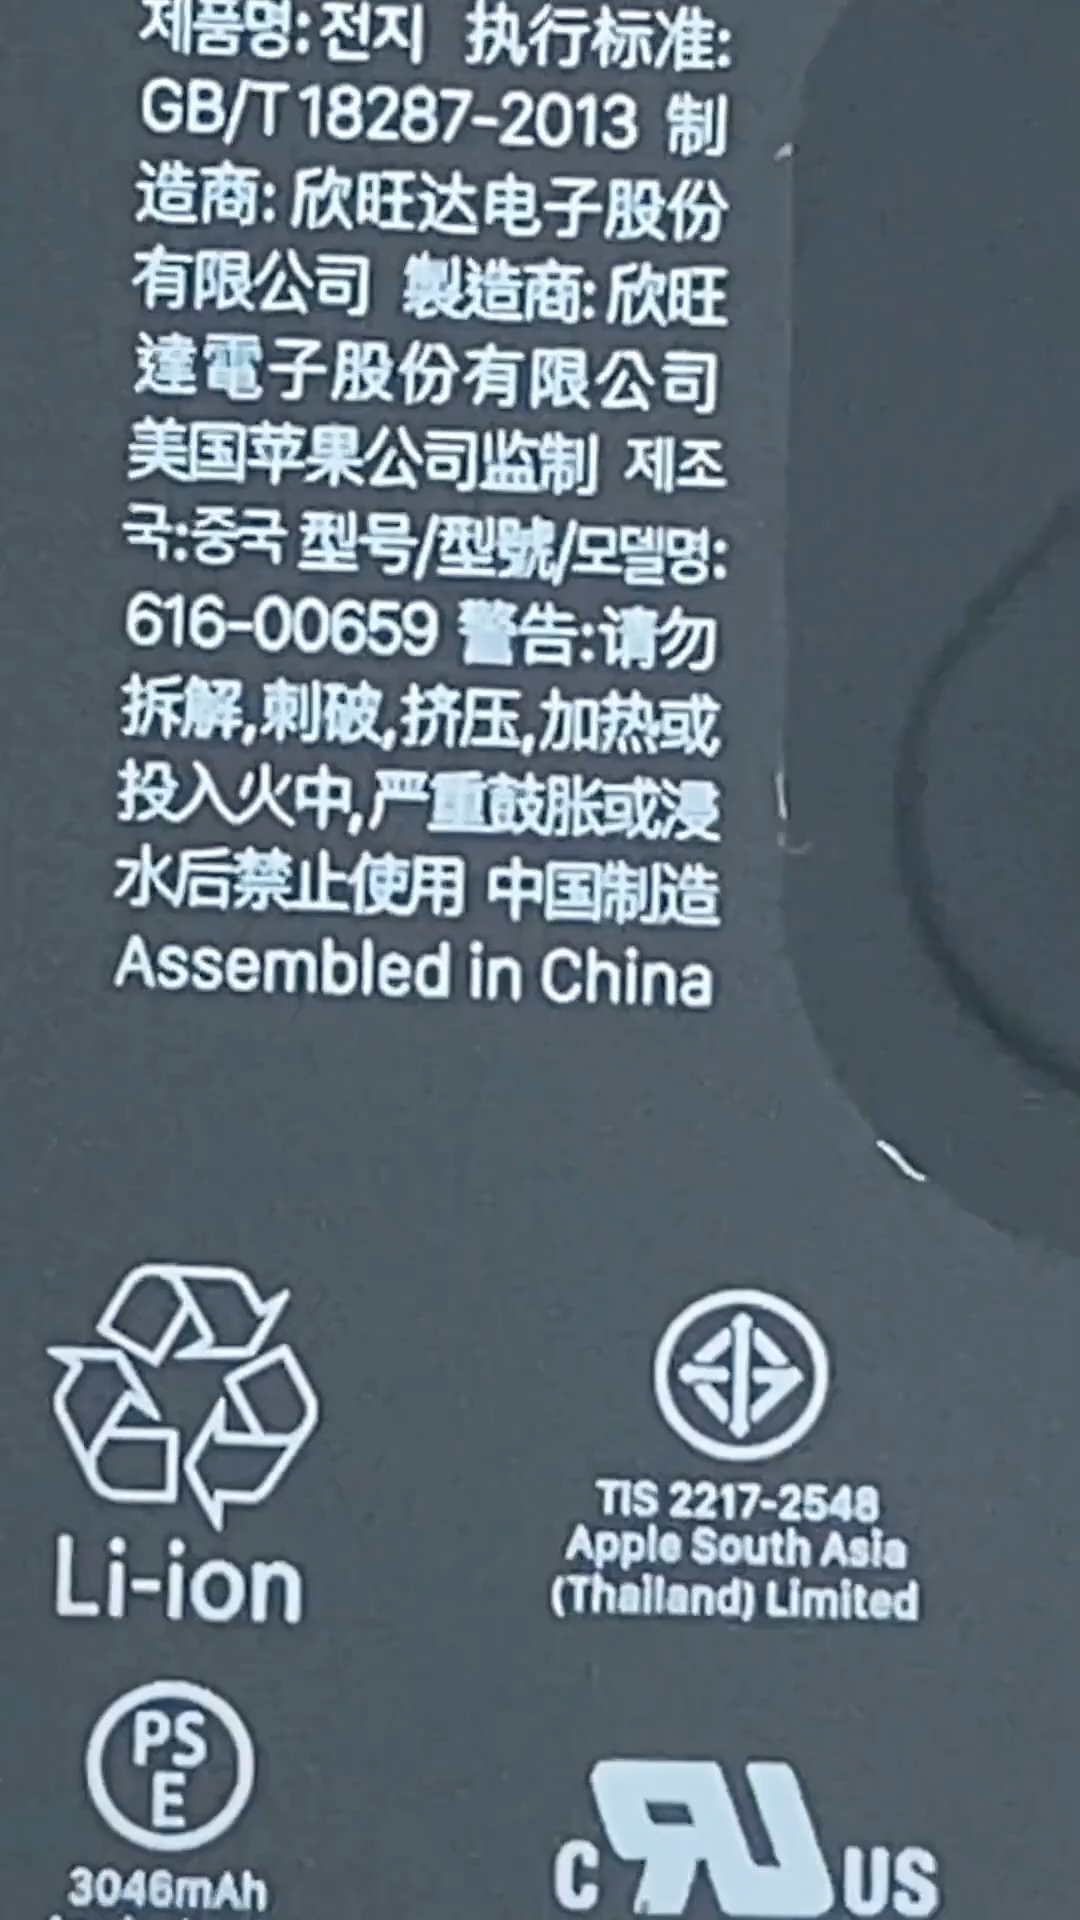 제품명: 전지 执行标准:
GB/T 18287-2013 制
造商: 欣旺达电子股份
有限公司 製造商: 欣旺
達電子股份有限公司
美国苹果公司监制 제조
국:중국 型号/型號/모델명:
616-00659 警告:请勿
拆解,刺破,挤压,加热或
投入火中,严重鼓胀或浸
水后禁止使用 中国制造
Assembled in China
Li-ion
TIS 2217-2548
Apple South Asia
(Thailand) Limited
PS
E
3046mAh
C RU US